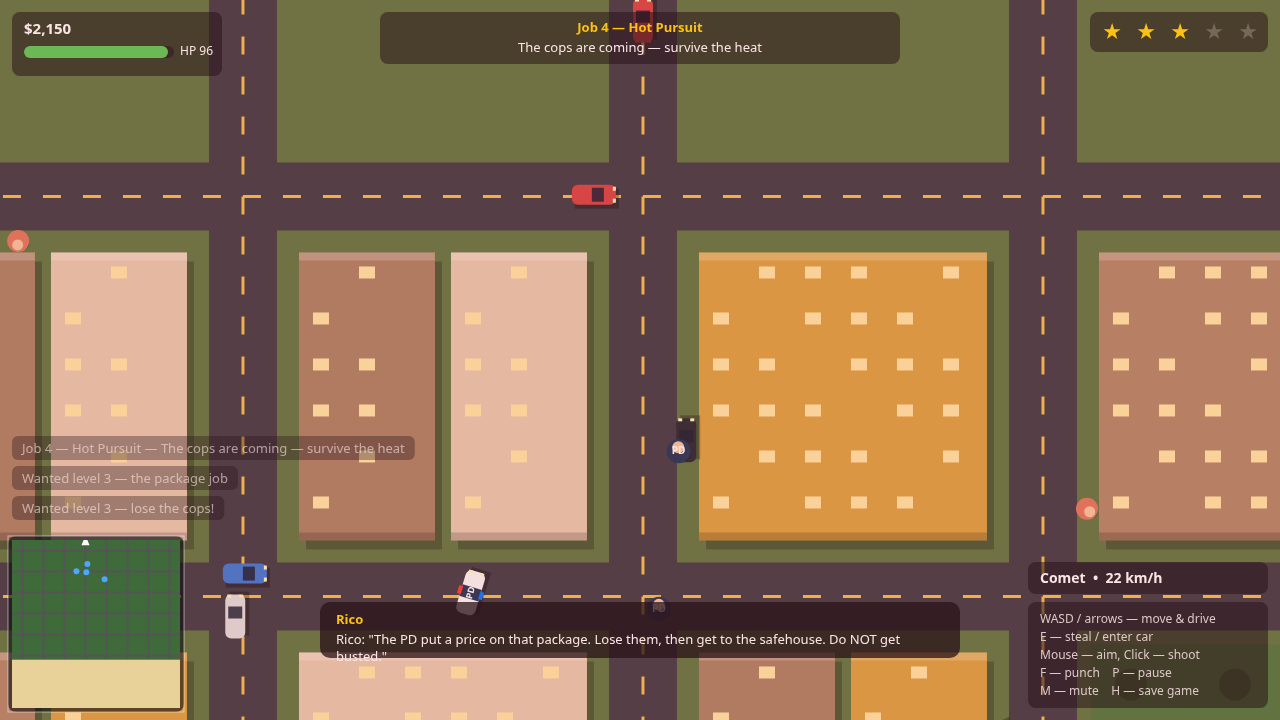 $2,150
HP 96
Job 4 — Hot Pursuit
The cops are coming — survive the heat
★ ★ ★ ★ ★
PD
Job 4 — Hot Pursuit — The cops are coming — survive the heat
Wanted level 3 — the package job
Wanted level 3 — lose the cops!
PD
PD
Rico
Rico: "The PD put a price on that package. Lose them, then get to the safehouse. Do NOT get
busted."
Comet • 22 km/h
WASD / arrows — move & drive
E — steal / enter car
Mouse — aim, Click — shoot
F — punch P — pause
M — mute H — save game